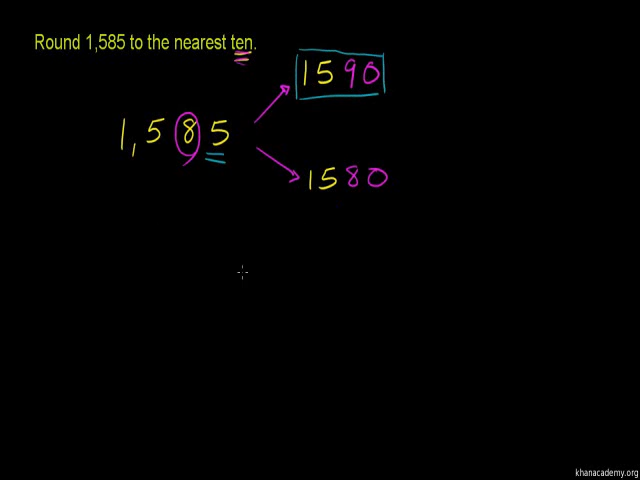 Round 1,585 to the nearest ten.
1590
1,585
1580
khanacademy.org